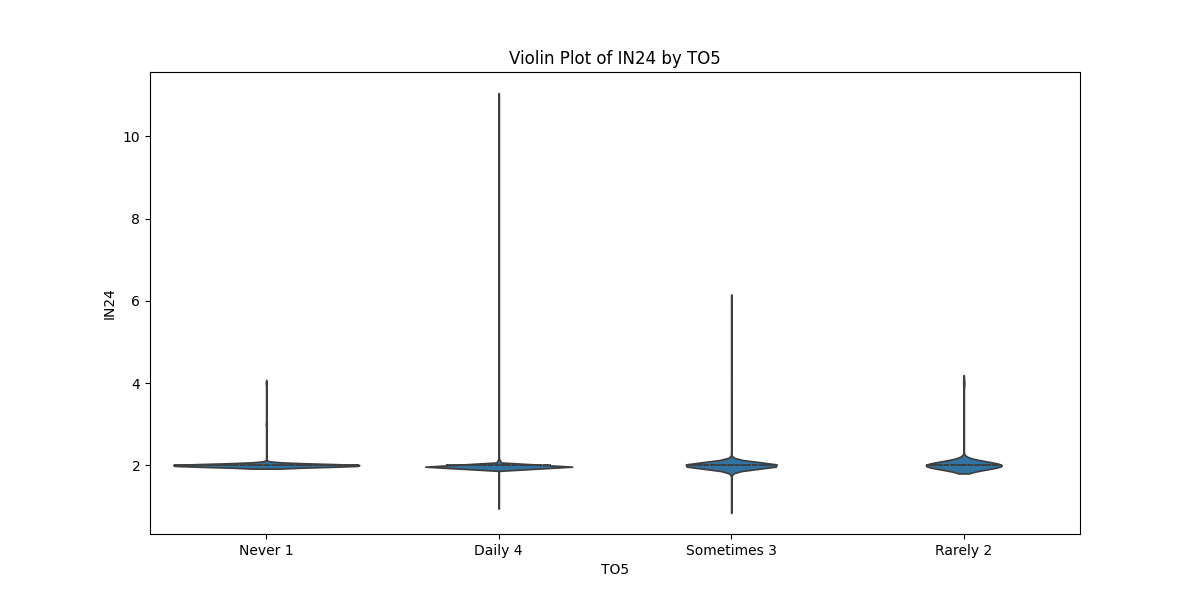 Violin Plot of IN24 by TO5
10
8
6
4
2
IN24
Never 1
Daily 4
Sometimes 3
Rarely 2
TO5